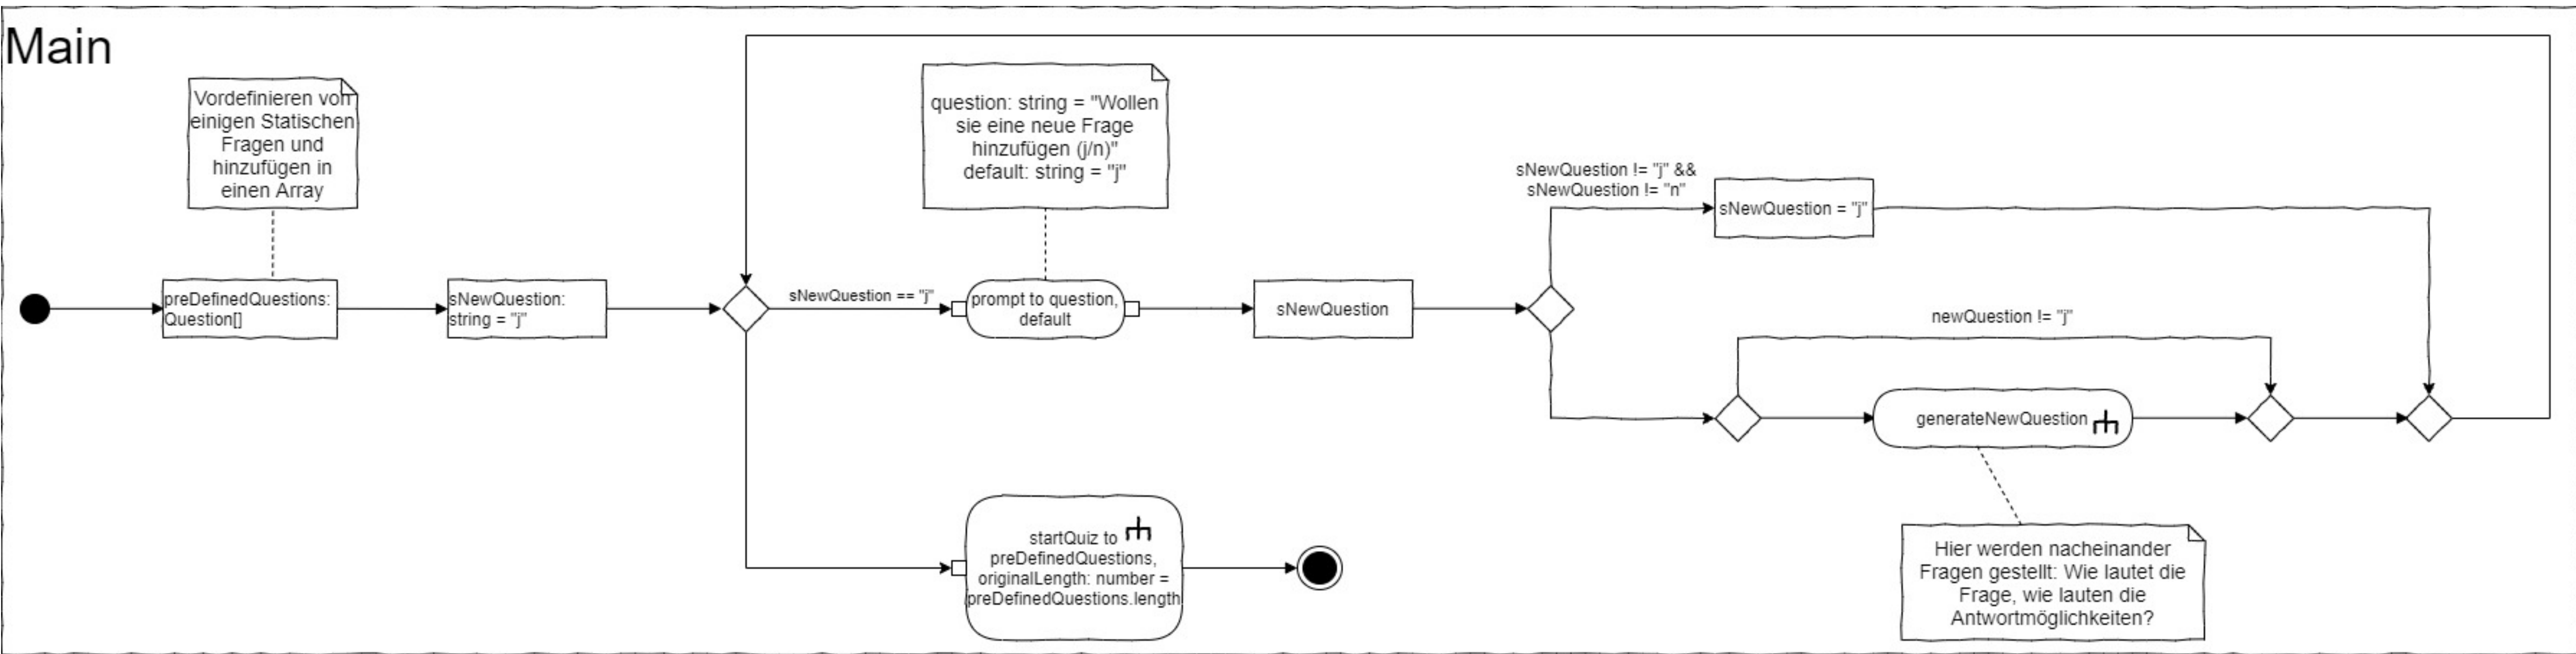 Main
Vordefinieren von
einigen Statischen
Fragen und
hinzufügen in
einen Array
preDefinedQuestions:
Question[]
sNewQuestion:
string = "j"
sNewQuestion == "j"
question: string = "Wollen
sie eine neue Frage
hinzufügen (j/n)"
default: string = "j"
prompt to question,
default
sNewQuestion
sNewQuestion != "j" &&
sNewQuestion != "n"
sNewQuestion = "j"
newQuestion != "j"
generateNewQuestion
Hier werden nacheinander
Fragen gestellt: Wie lautet die
Frage, wie lauten die
Antwortmöglichkeiten?
startQuiz to
preDefinedQuestions,
originalLength: number =
preDefinedQuestions.length